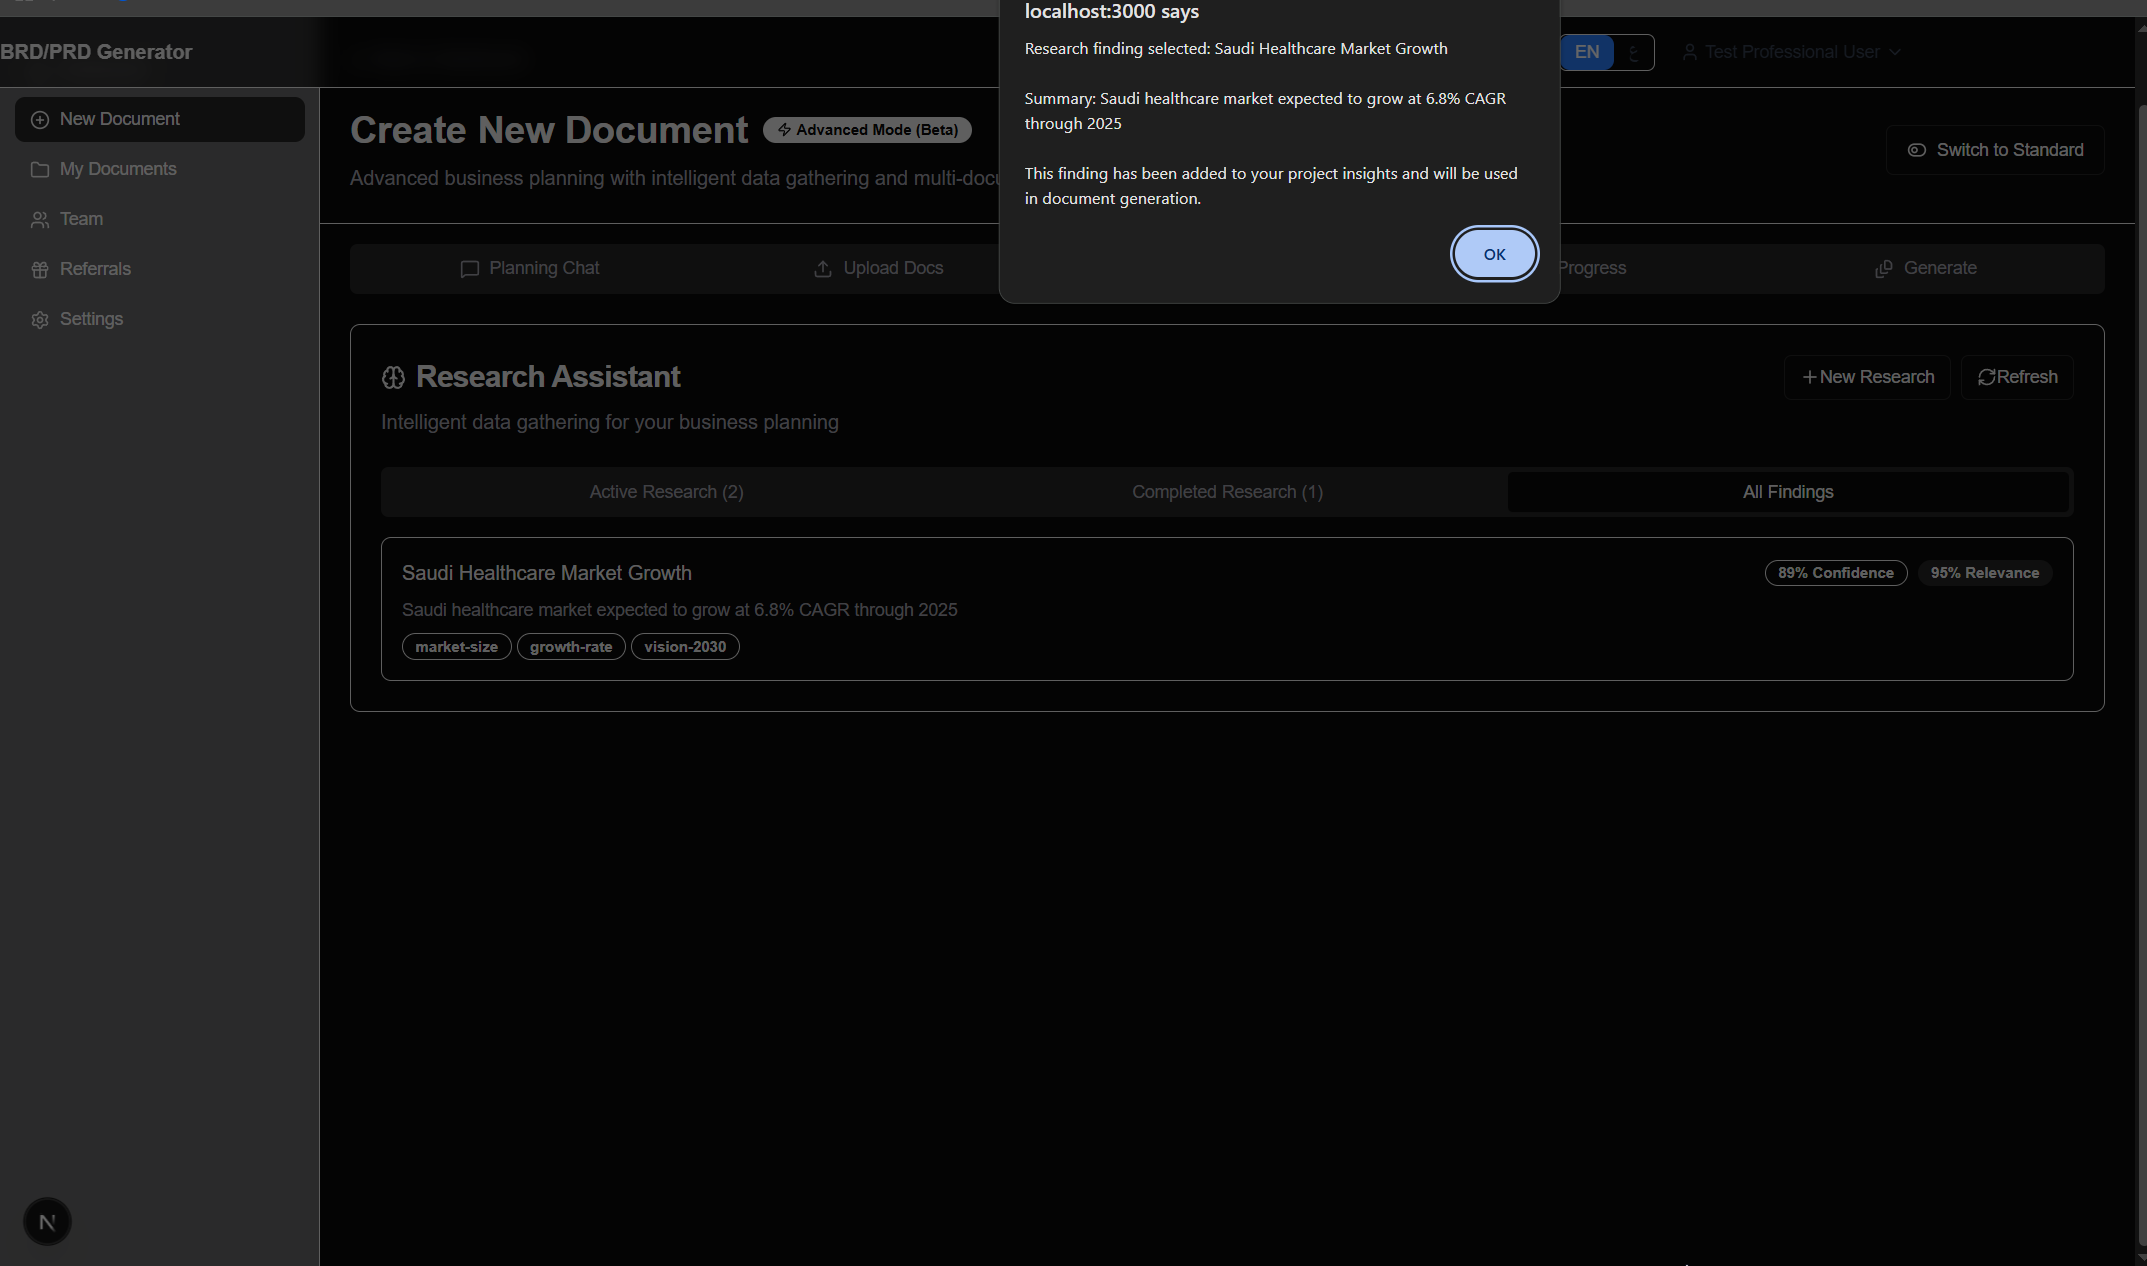 localhost:3000 says
Research finding selected: Saudi Healthcare Market Growth
Summary: Saudi healthcare market expected to grow at 6.8% CAGR
through 2025
This finding has been added to your project insights and will be used
in document generation.
OK
BRD/PRD Generator
EN
ع
Test Professional User
New Document
My Documents
Team
Referrals
Settings
Create New Document
Advanced Mode (Beta)
Advanced business planning with intelligent data gathering and multi-docu
Switch to Standard
Planning Chat
Upload Docs
Progress
Generate
Research Assistant
New Research
Refresh
Intelligent data gathering for your business planning
Active Research (2)
Completed Research (1)
All Findings
Saudi Healthcare Market Growth
89% Confidence
95% Relevance
Saudi healthcare market expected to grow at 6.8% CAGR through 2025
market-size
growth-rate
vision-2030
N